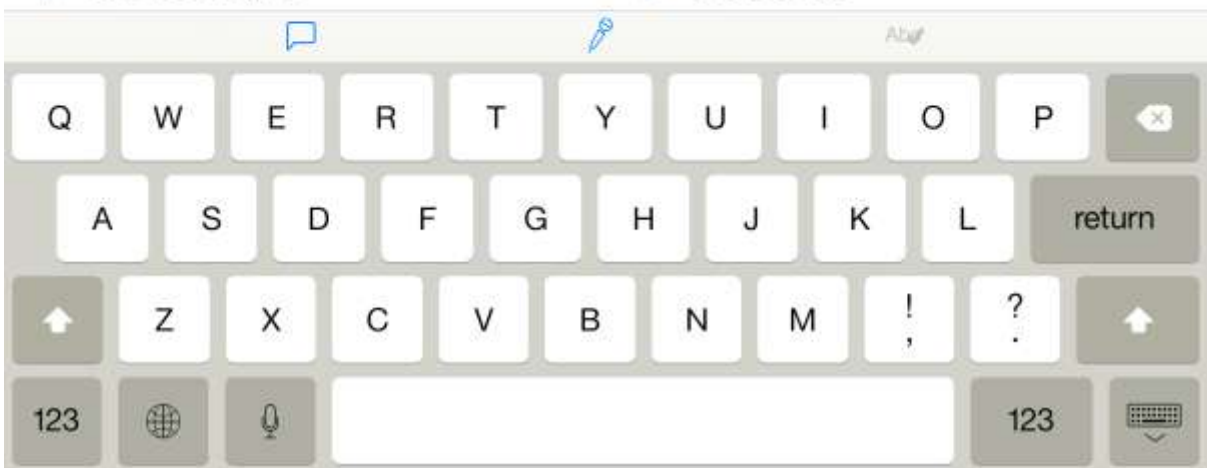 Ab
Q W E R T Y U I O P
A S D F G H J K L return
Z X C V B N M ! , ? .
123 123